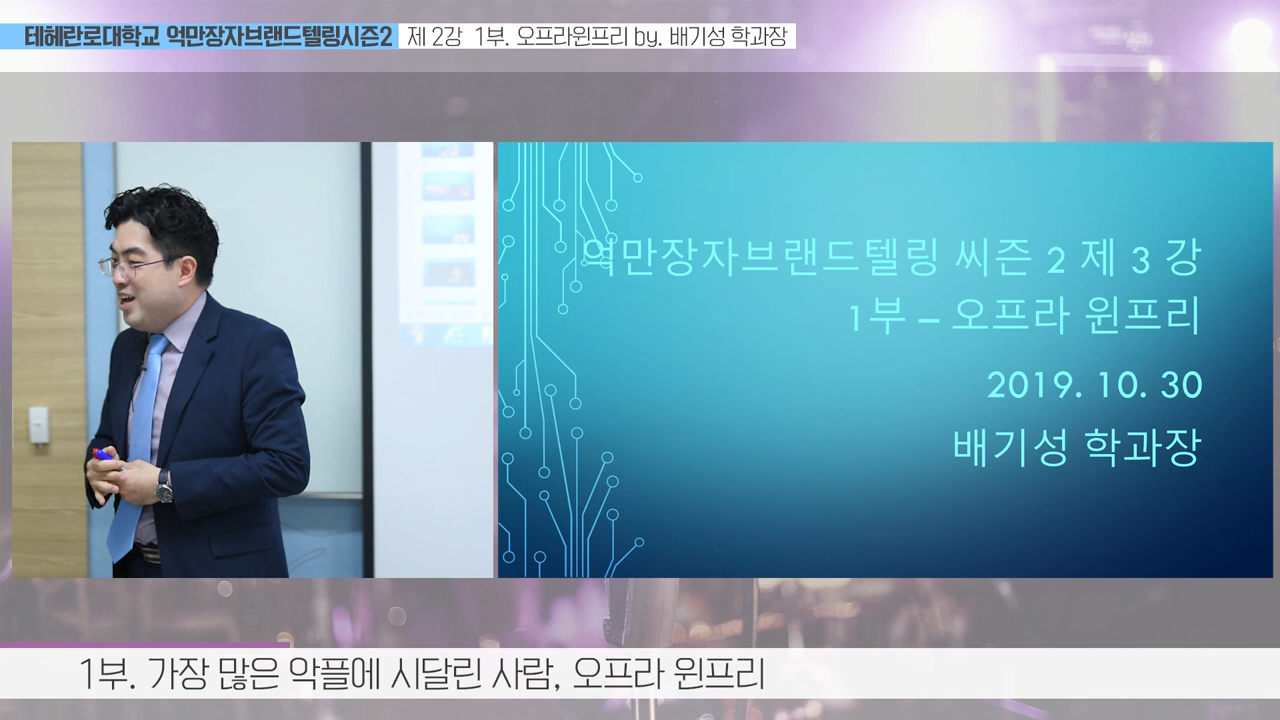 테헤란로대학교 억만장자브랜드텔링시즌2 제 2강 1부. 오프라윈프리 by. 배기성 학과장
억만장자브랜드텔링 씨즌 2 제 3 강
1부 – 오프라 윈프리
2019. 10. 30
배기성 학과장
1부. 가장 많은 악플에 시달린 사람, 오프라 윈프리